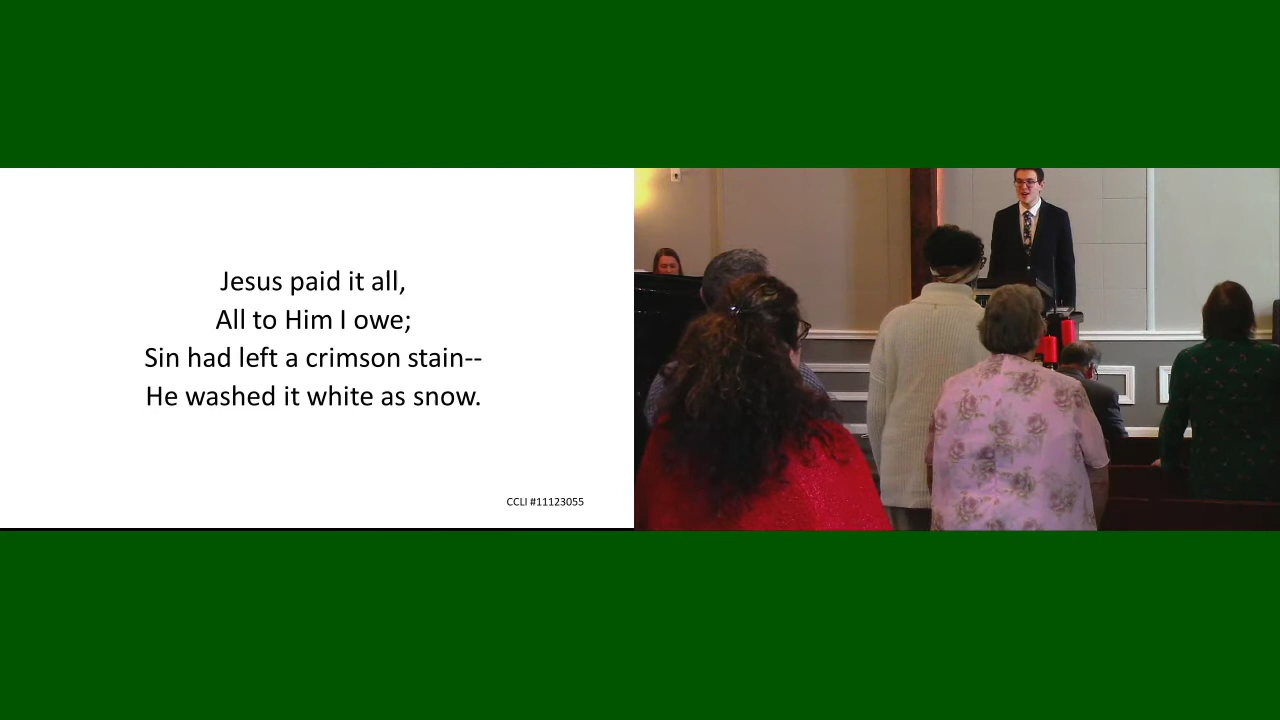 Jesus paid it all,
All to Him I owe;
Sin had left a crimson stain--
He washed it white as snow.
CCLI #11123055